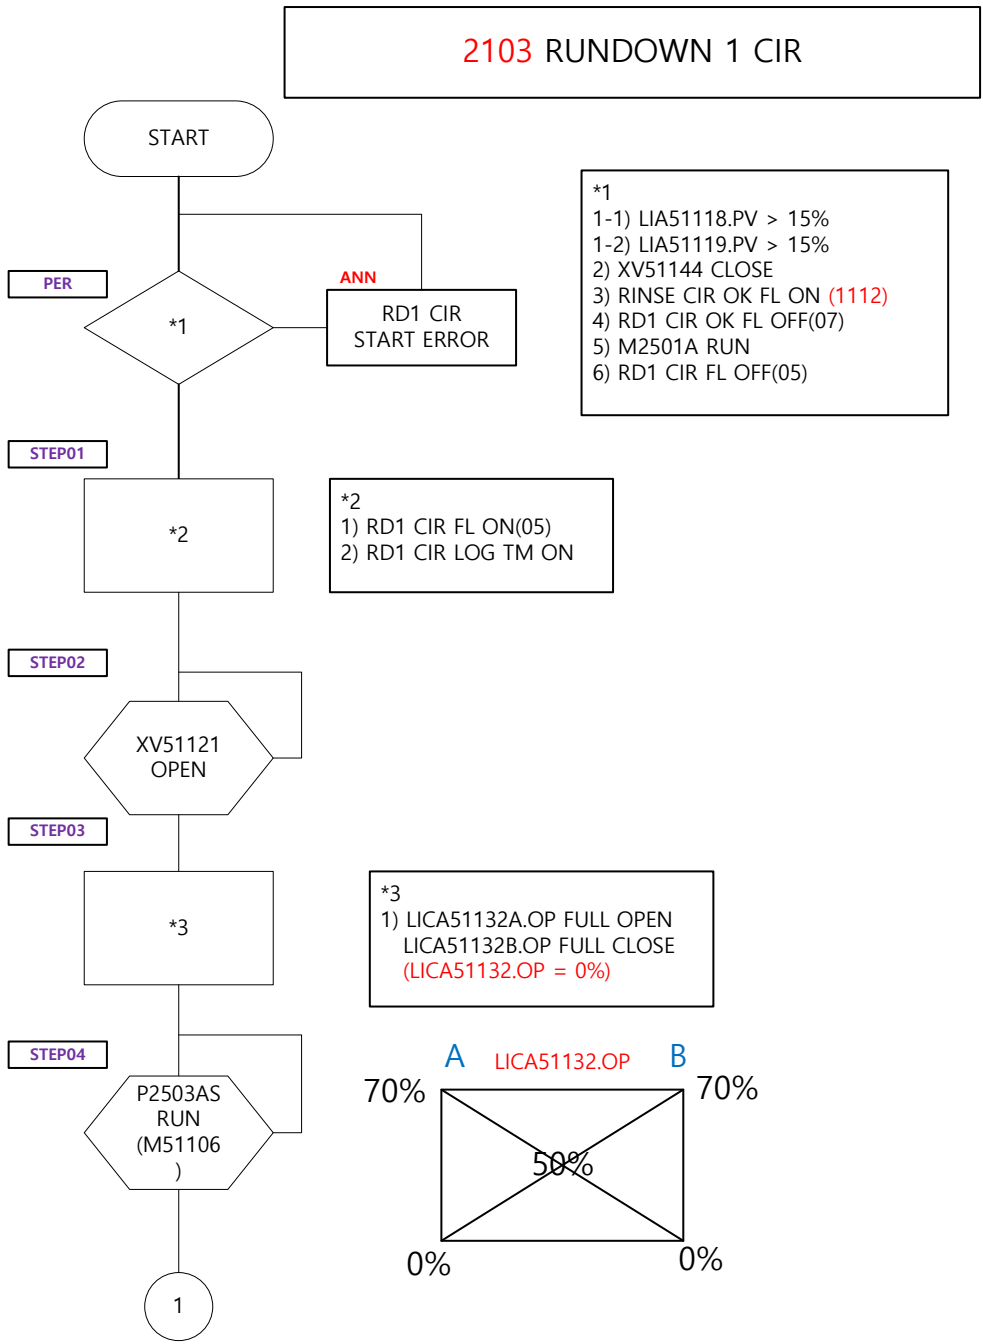 2103 RUNDOWN 1 CIR
START
*1
1-1) LIA51118.PV > 15%
1-2) LIA51119.PV > 15%
2) XV51144 CLOSE
3) RINSE CIR OK FL ON (1112)
4) RD1 CIR OK FL OFF(07)
5) M2501A RUN
6) RD1 CIR FL OFF(05)
PER
ANN
*1
RD1 CIR
START ERROR
STEP01
*2
*2
1) RD1 CIR FL ON(05)
2) RD1 CIR LOG TM ON
STEP02
XV51121
OPEN
STEP03
*3
*3
1) LICA51132A.OP FULL OPEN
LICA51132B.OP FULL CLOSE
(LICA51132.OP = 0%)
STEP04
P2503AS
RUN
(M51106
)
A LICA51132.OP B
70% 70%
50%
0% 0%
1